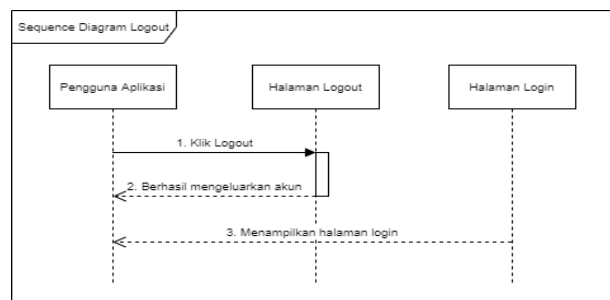 Sequence Diagram Logout
Pengguna Aplikasi
Halaman Logout
Halaman Login
1. Klik Logout
2. Berhasil mengeluarkan akun
3. Menampilkan halaman login